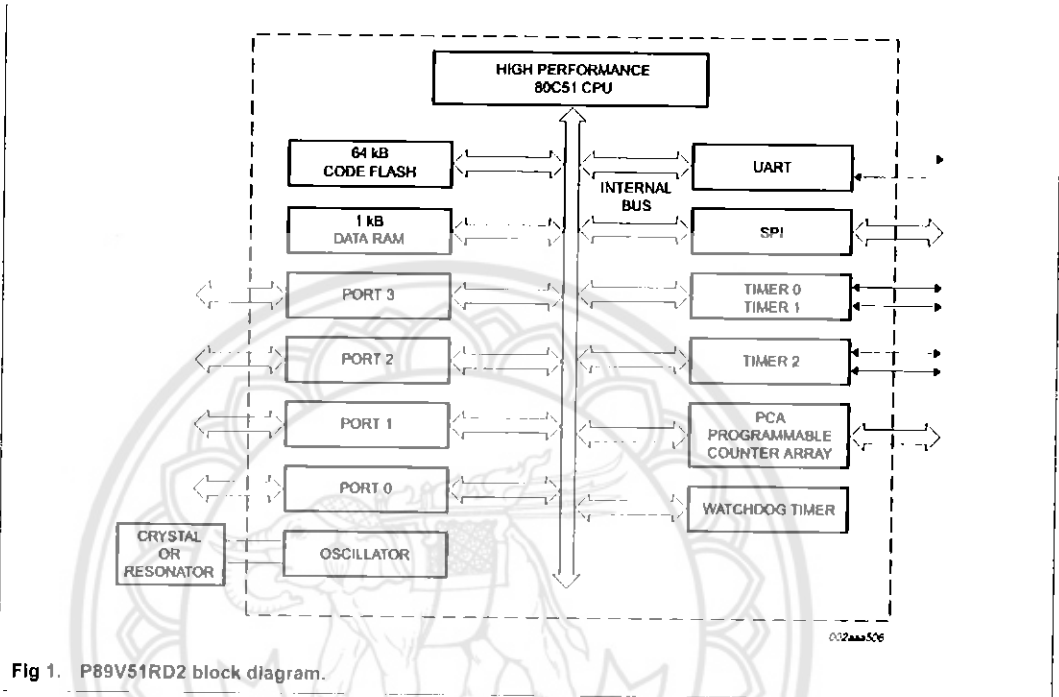 HIGH PERFORMANCE
80C51 CPU
64 kB
CODE FLASH
UART
INTERNAL
BUS
1 kB
DATA RAM
SPI
PORT 3
TIMER 0
TIMER 1
PORT 2
TIMER 2
PORT 1
PCA
PROGRAMMABLE
COUNTER ARRAY
PORT 0
WATCHDOG TIMER
CRYSTAL
OR
RESONATOR
OSCILLATOR
002aaa506
Fig 1. P89V51RD2 block diagram.